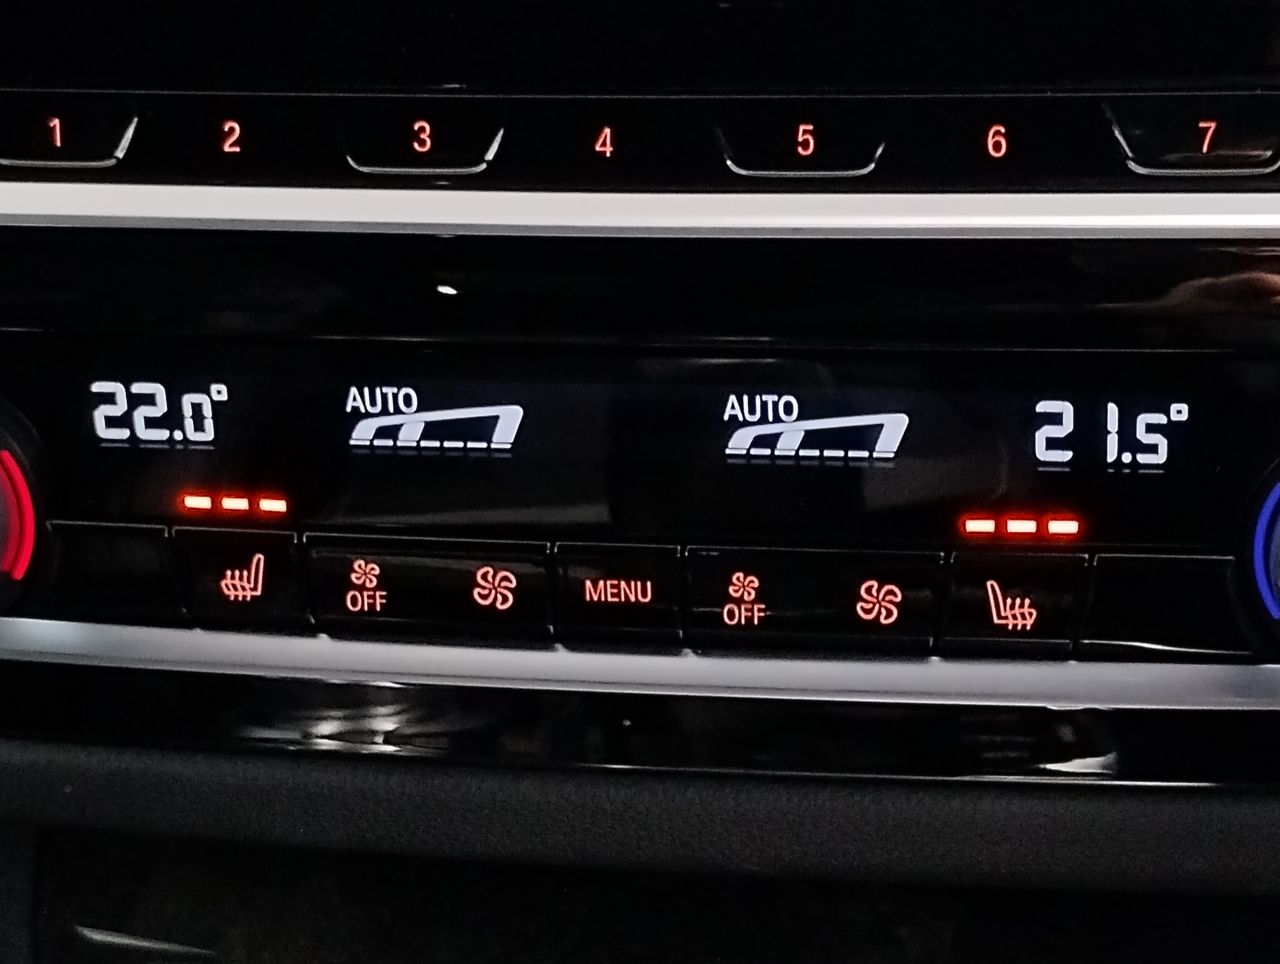 1 2 3 4 5 6 7
22.0° AUTO AUTO 21.5°
OFF MENU OFF